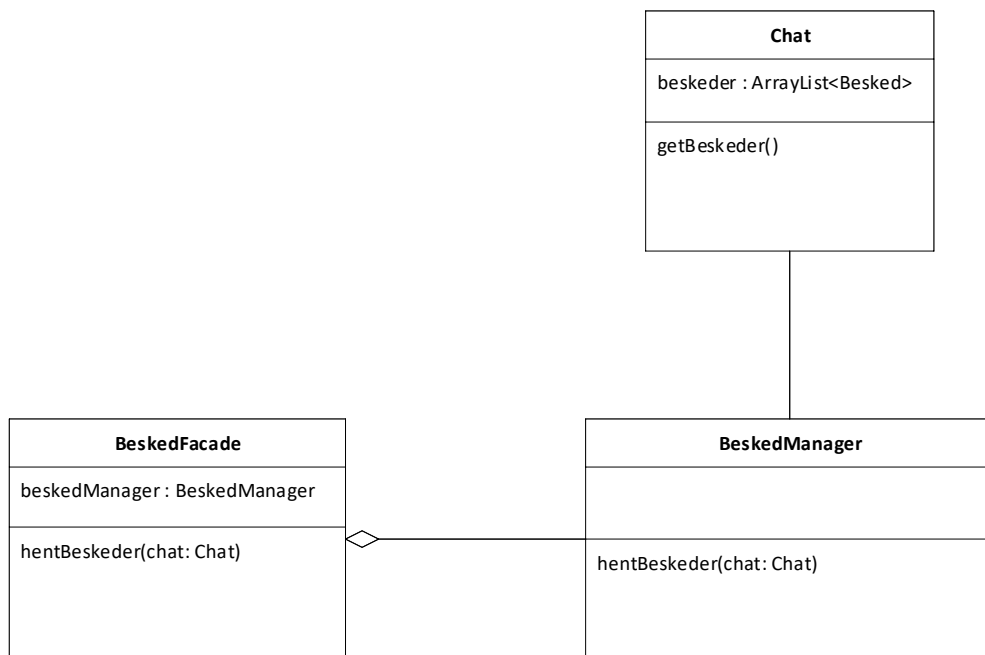 Chat
beskeder : ArrayList<Besked>
getBeskeder()
BeskedFacade
beskedManager : BeskedManager
hentBeskeder(chat: Chat)
BeskedManager
hentBeskeder(chat: Chat)